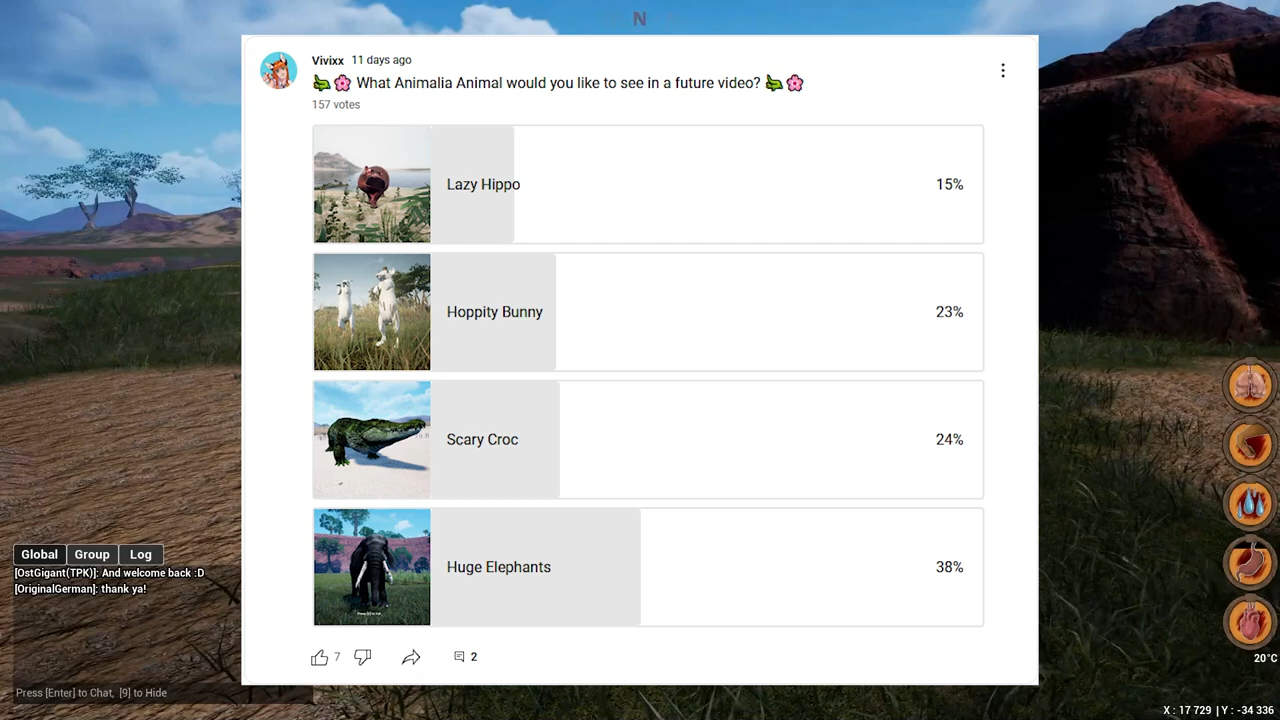 N
Vivixx 11 days ago
What Animalia Animal would you like to see in a future video?
157 votes
Lazy Hippo 15%
Hoppity Bunny 23%
Scary Croc 24%
Huge Elephants 38%
7 2
Global Group Log
[OstGigant(TPK)]: And welcome back :D
[OriginalGerman]: thank ya!
Press [Enter] to Chat, [9] to Hide
20°C
X : 17 729 | Y : -34 336